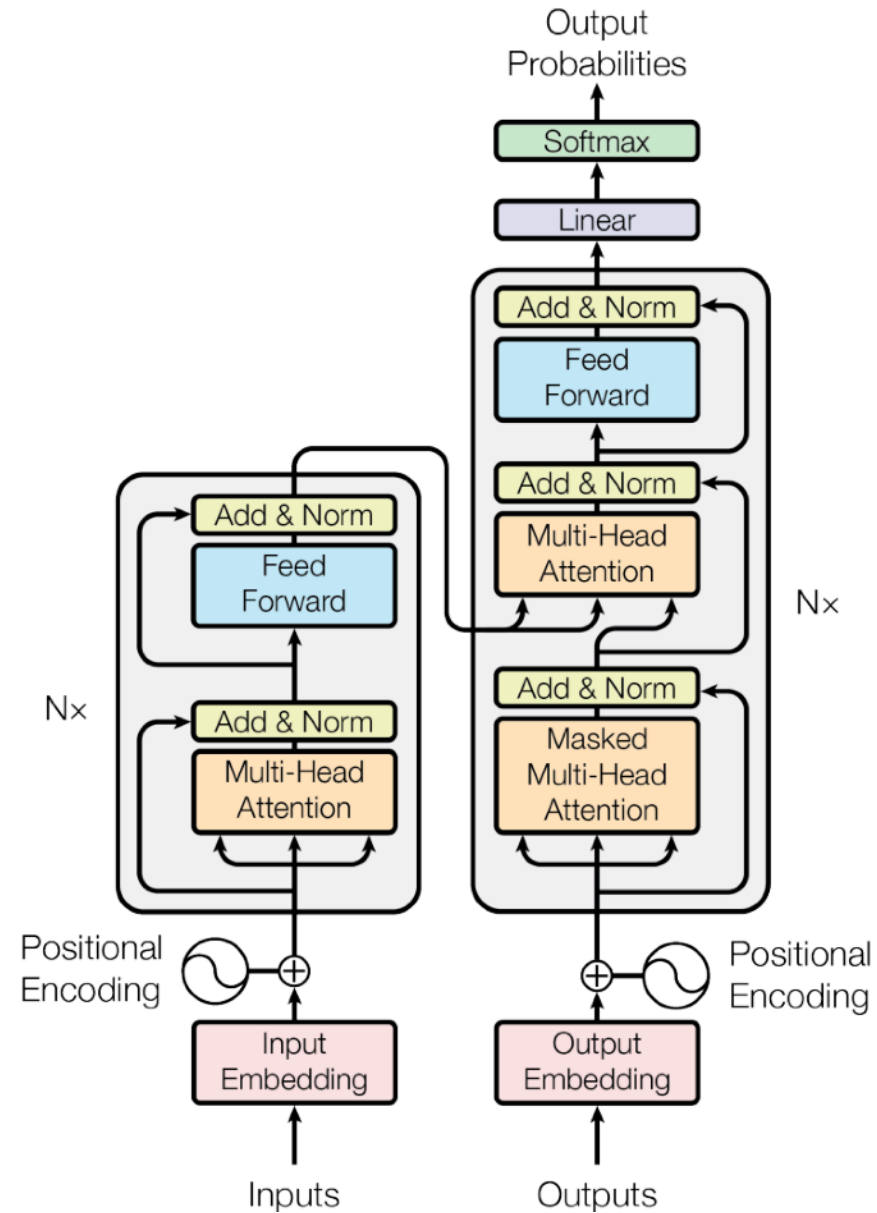 Output
Probabilities
Softmax
Linear
Add & Norm
Feed
Forward
Add & Norm
Multi-Head
Attention
Add & Norm
Masked
Multi-Head
Attention
N×
Add & Norm
Feed
Forward
Add & Norm
Multi-Head
Attention
N×
Positional
Encoding
Positional
Encoding
Input
Embedding
Output
Embedding
Inputs
Outputs